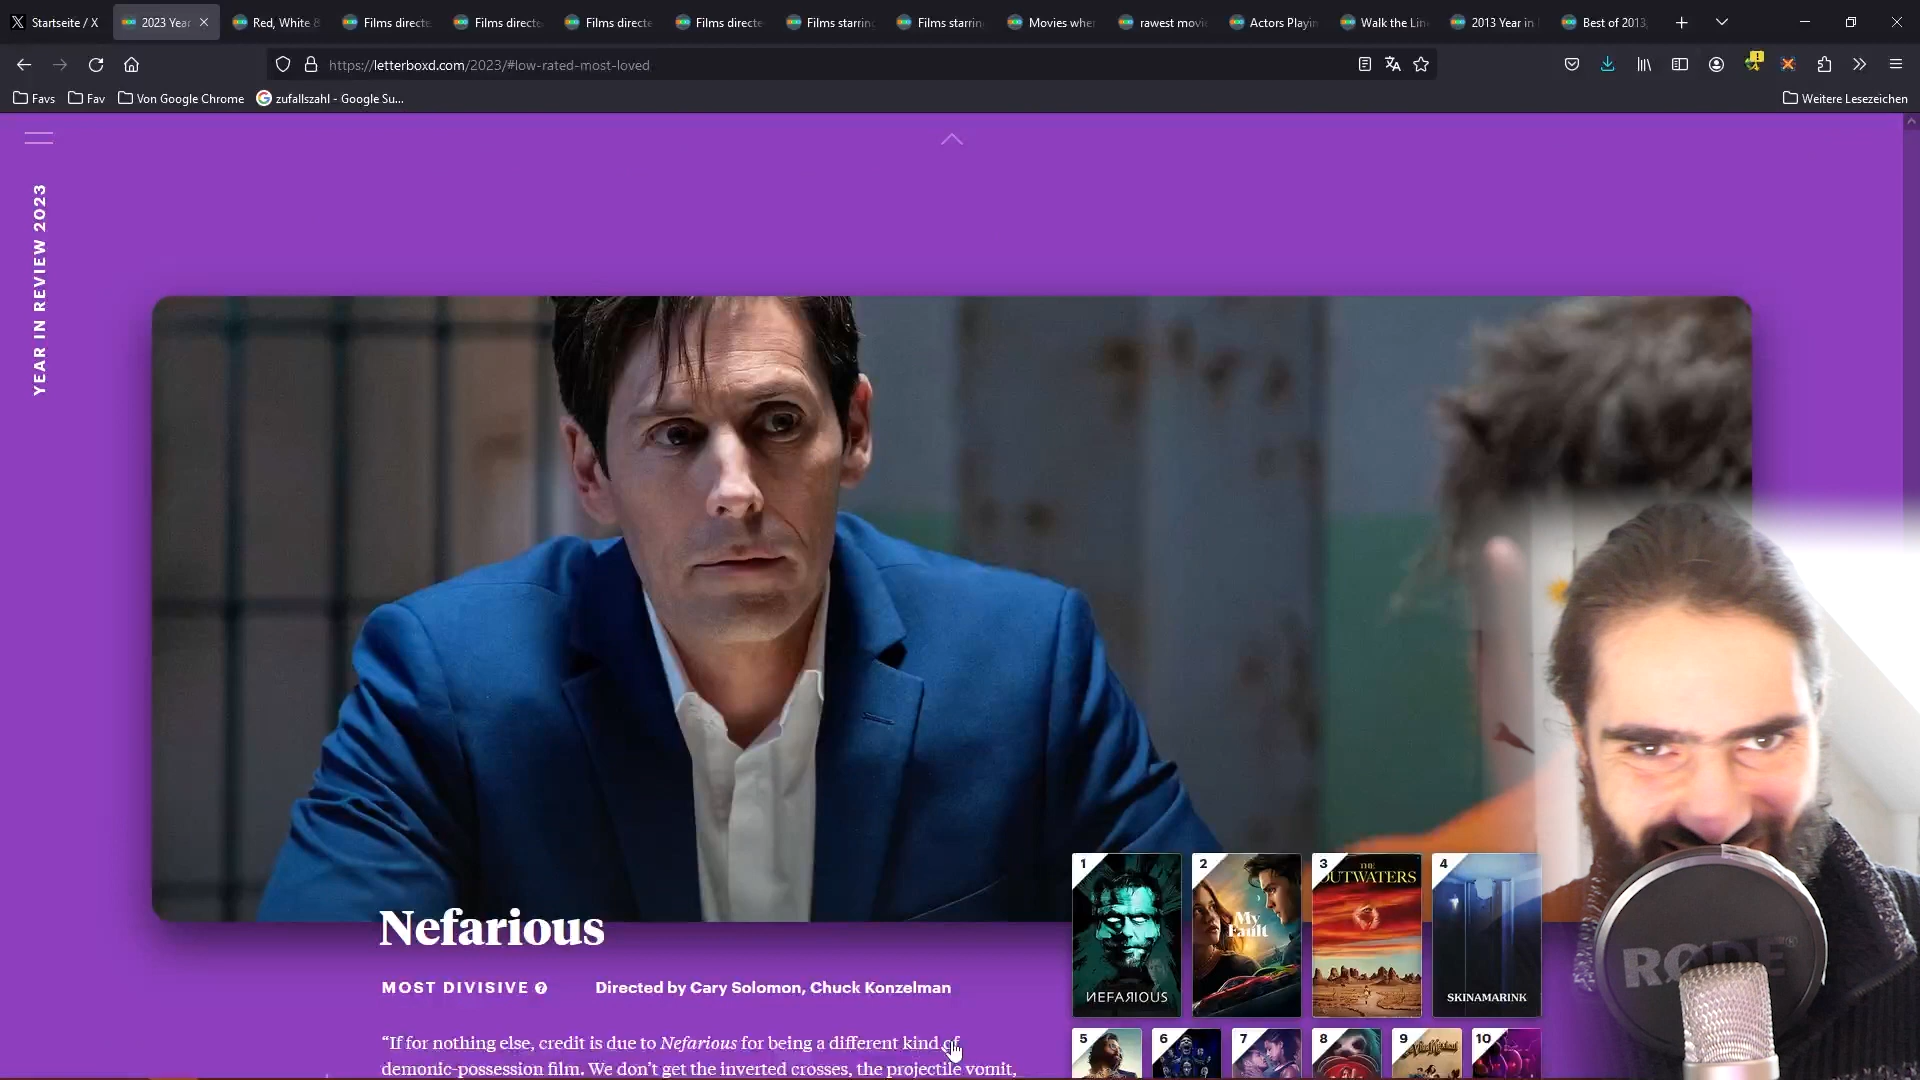 Startseite / X
2023 Year
Red, White &
Films directe
Films directe
Films directe
Films directe
Films starrin
Films starrin
Movies wher
rawest movi
Actors Playin
Walk the Lin
2013 Year in
Best of 2013,
https://letterboxd.com/2023/#low-rated-most-loved
Favs
Fav
Von Google Chrome
zufallszahl - Google Su...
Weitere Lesezeichen
YEAR IN REVIEW 2023
Nefarious
MOST DIVISIVE ?
Directed by Cary Solomon, Chuck Konzelman
“If for nothing else, credit is due to Nefarious for being a different kind of
demonic-possession film. We don’t get the inverted crosses, the projectile vomit,
1
NEFAЯIOUS
2
My
Fault
3
THE
OUTWATERS
4
SKINAMARINK
5
6
7
8
9
10
RØDE